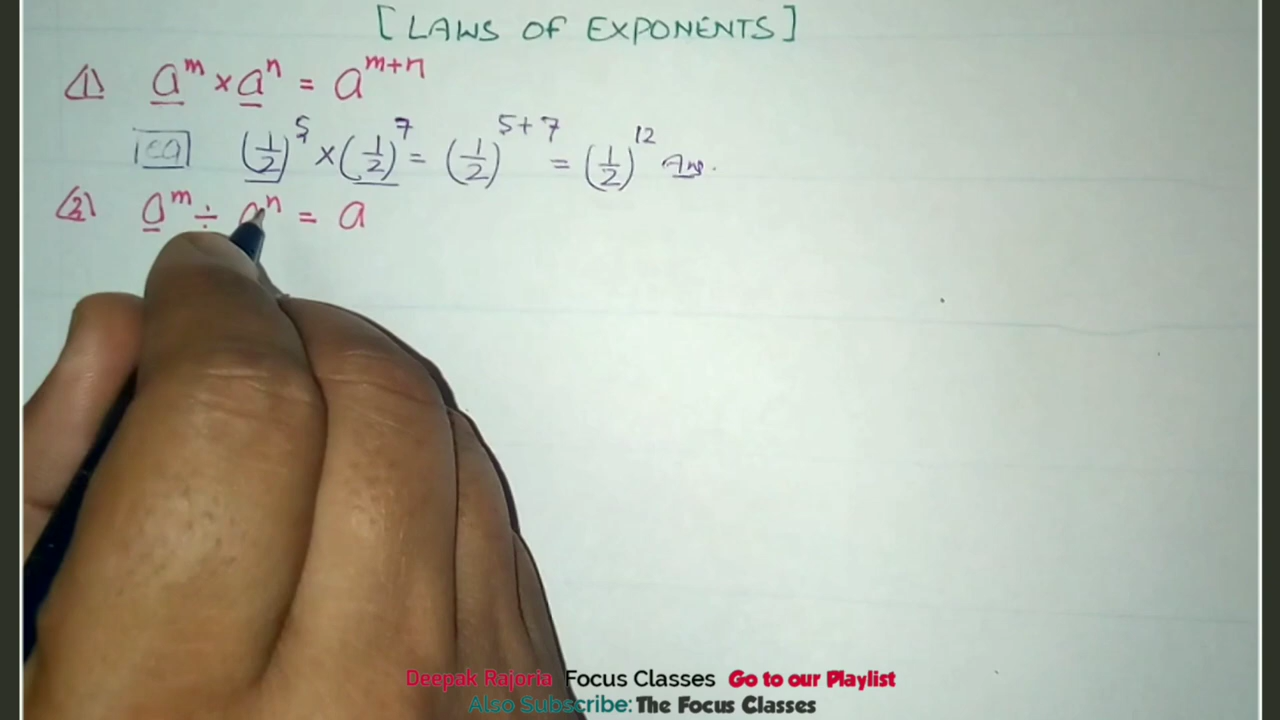 [LAWS OF EXPONENTS]
(1) a^m × a^n = a^{m+n}
eg (1/2)^5 × (1/2)^7 = (1/2)^{5+7} = (1/2)^12 Ans.
(2) a^m ÷ a^n = a
Deepak Rajoria Focus Classes Go to our Playlist
Also Subscribe: The Focus Classes